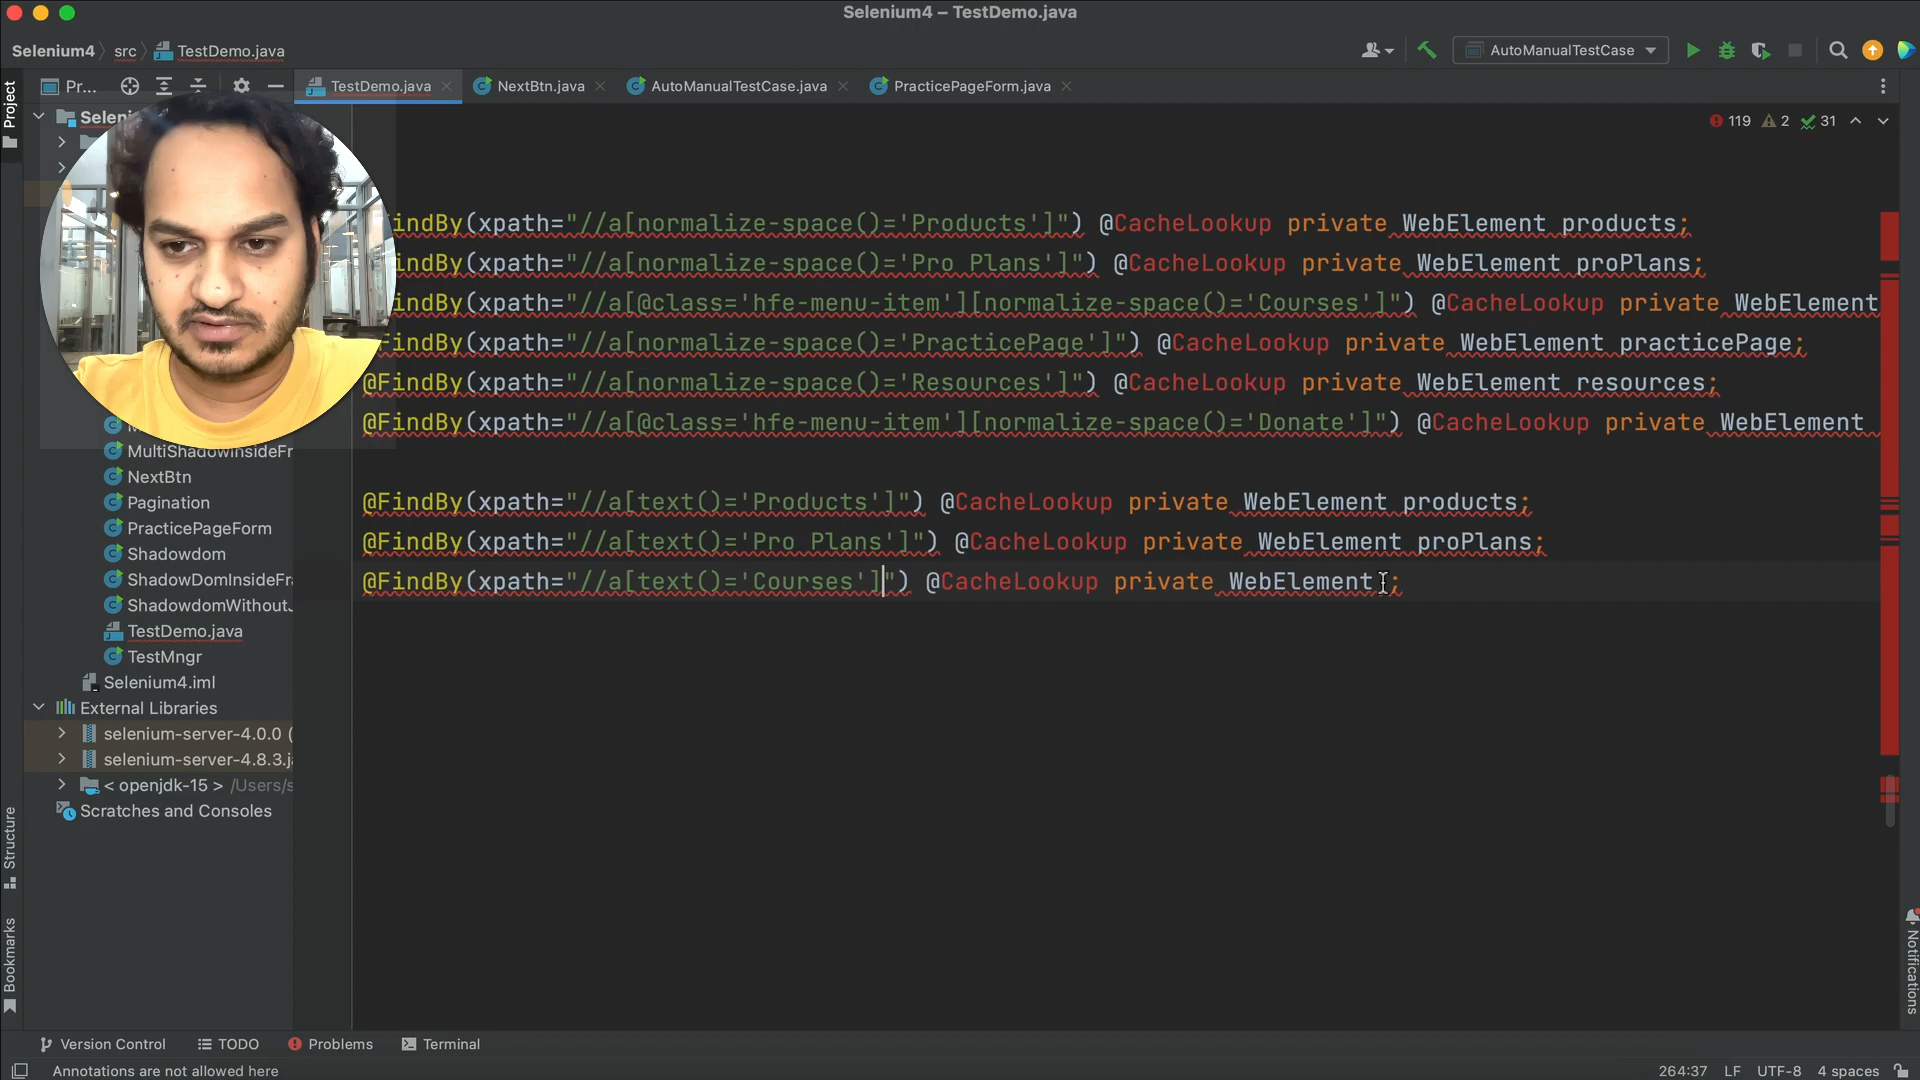 Selenium4 – TestDemo.java
Selenium4 src TestDemo.java
AutoManualTestCase
Project
Pr...
TestDemo.java NextBtn.java AutoManualTestCase.java PracticePageForm.java
119 2 31
indBy(xpath="//a[normalize-space()='Products']") @CacheLookup private WebElement products;
indBy(xpath="//a[normalize-space()='Pro Plans']") @CacheLookup private WebElement proPlans;
indBy(xpath="//a[@class='hfe-menu-item'][normalize-space()='Courses']") @CacheLookup private WebElement
FindBy(xpath="//a[normalize-space()='PracticePage']") @CacheLookup private WebElement practicePage;
@FindBy(xpath="//a[normalize-space()='Resources']") @CacheLookup private WebElement resources;
@FindBy(xpath="//a[@class='hfe-menu-item'][normalize-space()='Donate']") @CacheLookup private WebElement
@FindBy(xpath="//a[text()='Products']") @CacheLookup private WebElement products;
@FindBy(xpath="//a[text()='Pro Plans']") @CacheLookup private WebElement proPlans;
@FindBy(xpath="//a[text()='Courses']") @CacheLookup private WebElement ;
Selen
MultiShadowInsideFr
NextBtn
Pagination
PracticePageForm
Shadowdom
ShadowDomInsideFra
ShadowdomWithoutJ
TestDemo.java
TestMngr
Selenium4.iml
External Libraries
selenium-server-4.0.0 (
selenium-server-4.8.3.ja
< openjdk-15 > /Users/s
Scratches and Consoles
Structure
Bookmarks
Notifications
Version Control TODO Problems Terminal
Annotations are not allowed here
264:37 LF UTF-8 4 spaces